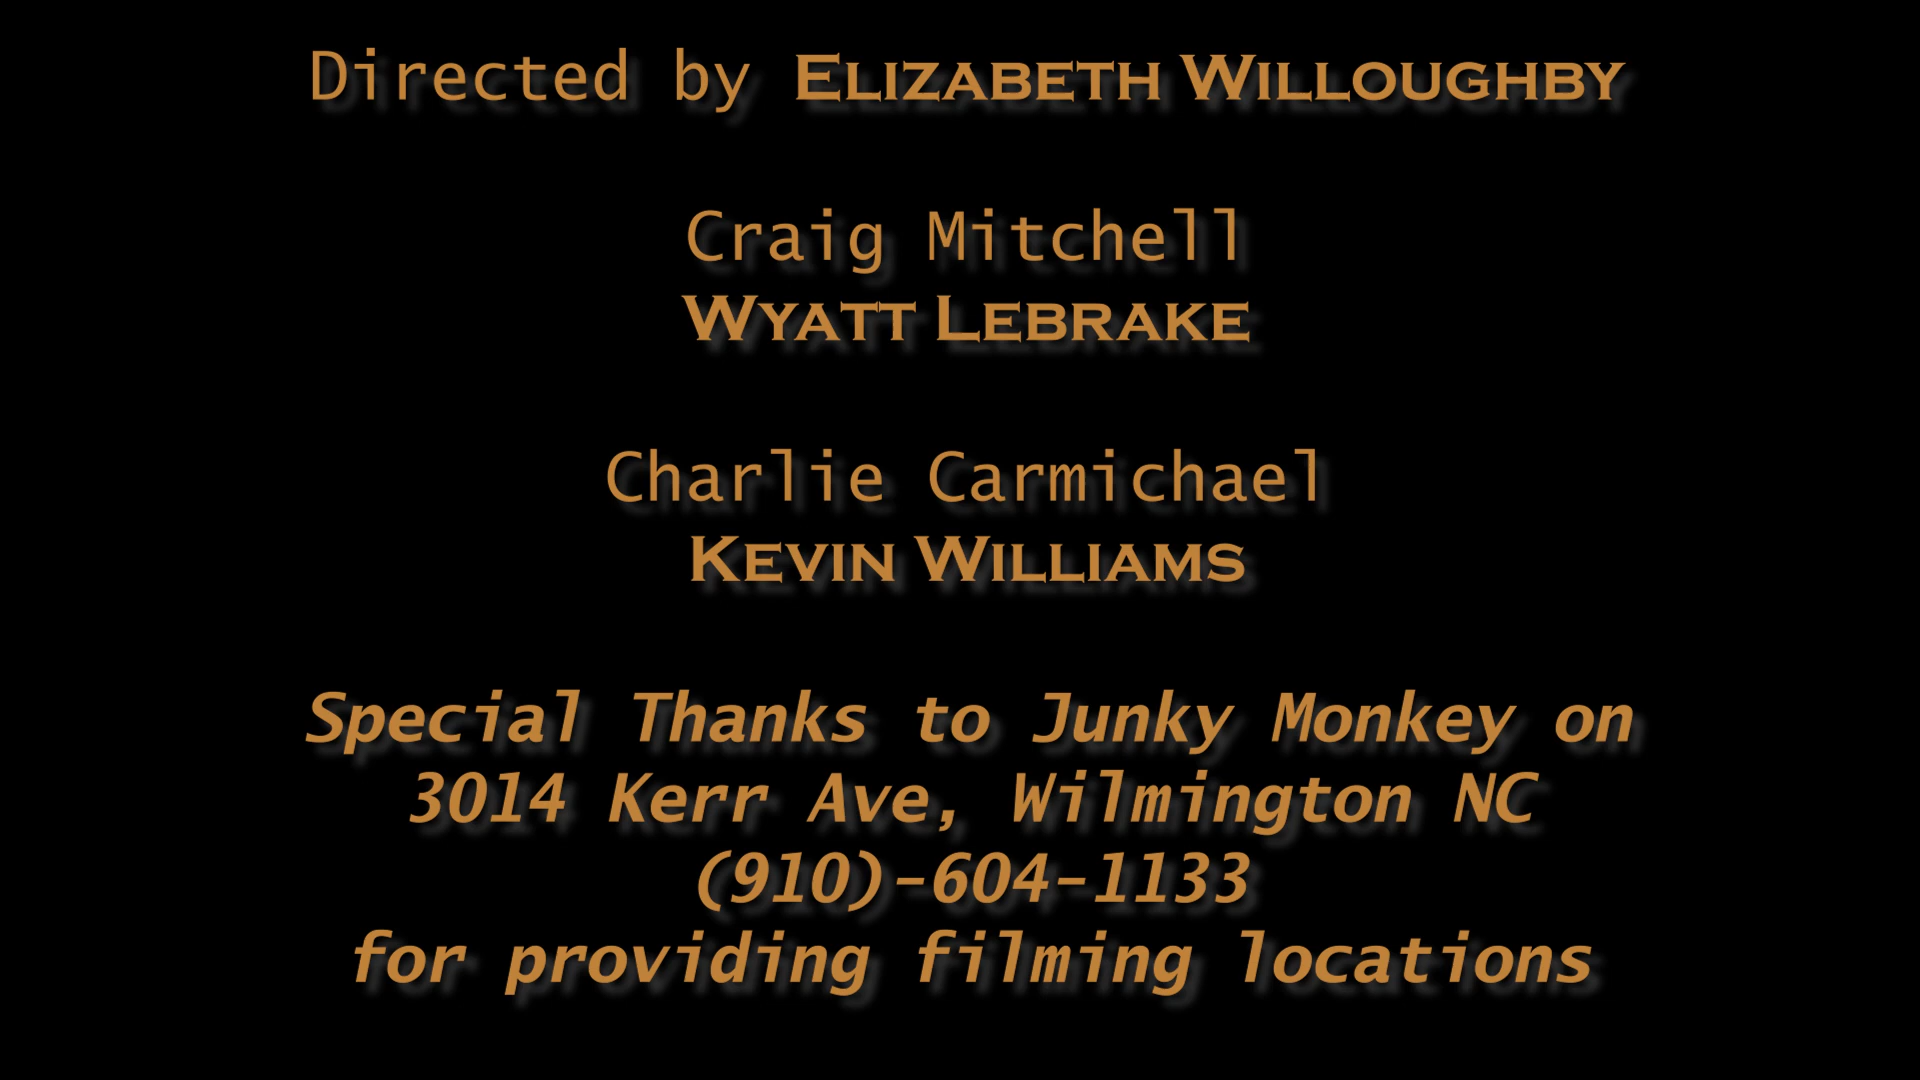 Directed by ELIZABETH WILLOUGHBY
Craig Mitchell
WYATT LEBRAKE
Charlie Carmichael
KEVIN WILLIAMS
Special Thanks to Junky Monkey on
3014 Kerr Ave, Wilmington NC
(910)-604-1133
for providing filming locations